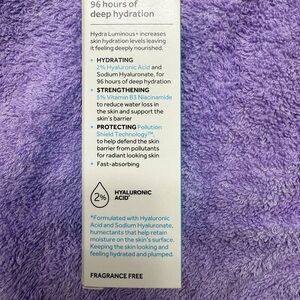 96 hours of
deep hydration
Hydra Luminous+ increases
skin hydration levels leaving
it feeling deeply nourished.
• HYDRATING
2% Hyaluronic Acid and
Sodium Hyaluronate, for
96 hours of deep hydration
• STRENGTHENING
5% Vitamin B3 Niacinamide
to reduce water loss in the
skin and support the
skin's barrier
• PROTECTING Pollution
Shield Technology™,
to help defend the skin
barrier from pollutants
for radiant looking skin
• Fast-absorbing
2%
HYALURONIC
ACID*
*Formulated with Hyaluronic
Acid and Sodium Hyaluronate,
humectants that help retain
moisture on the skin's surface.
Keeping the skin looking and
feeling hydrated and plumped.
FRAGRANCE FREE